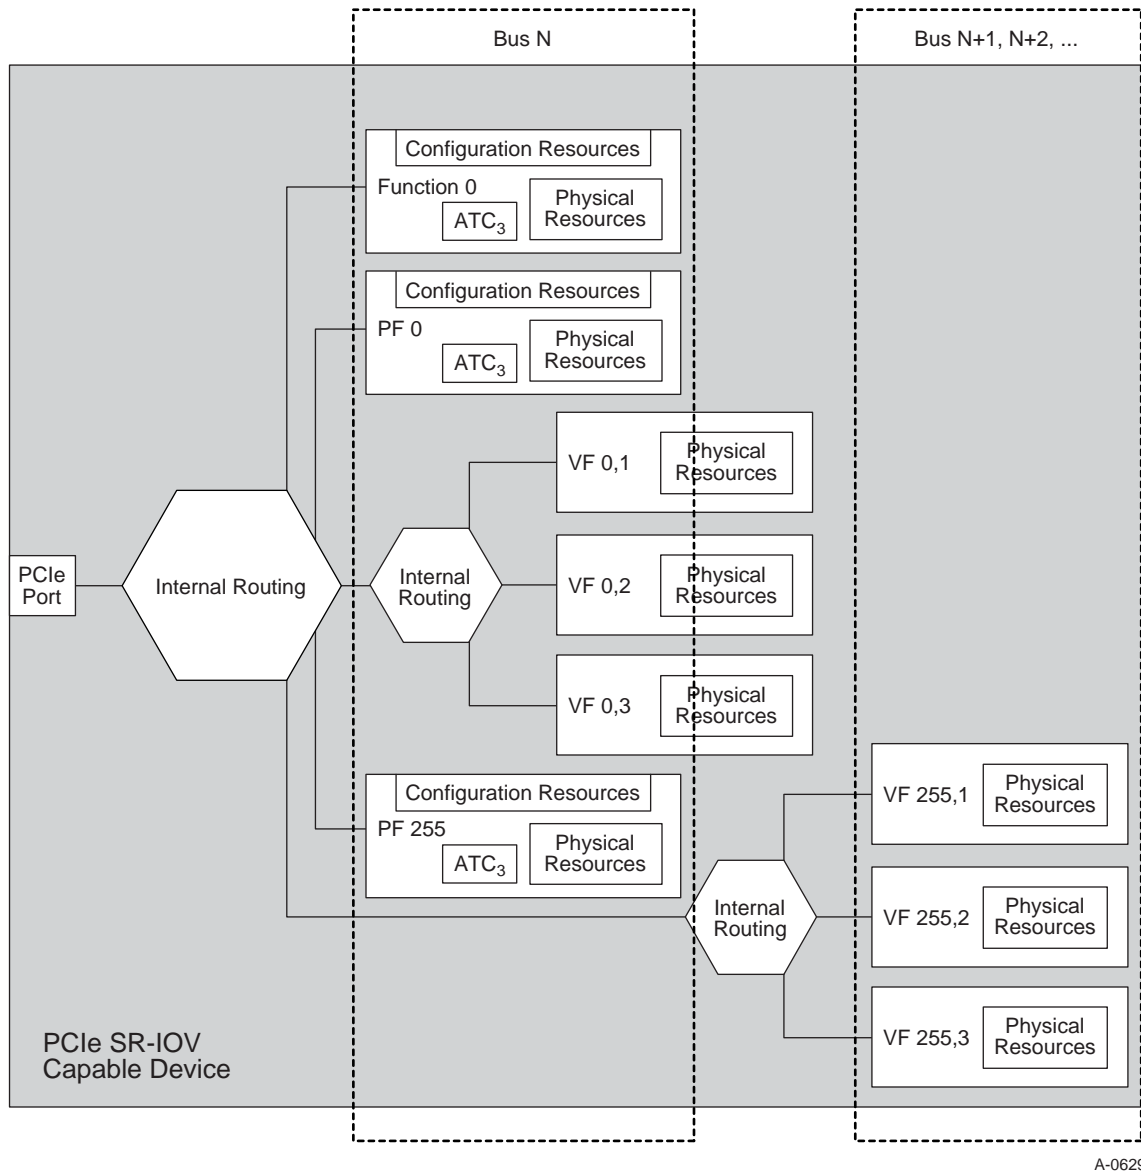 Bus N
Bus N+1, N+2, ...
Configuration Resources
Function 0
ATC3
Physical
Resources
Configuration Resources
PF 0
ATC3
Physical
Resources
VF 0,1
Physical
Resources
PCIe
Port
Internal Routing
Internal
Routing
VF 0,2
Physical
Resources
VF 0,3
Physical
Resources
Configuration Resources
PF 255
ATC3
Physical
Resources
Internal
Routing
VF 255,1
Physical
Resources
VF 255,2
Physical
Resources
VF 255,3
Physical
Resources
PCIe SR-IOV
Capable Device
A-0629